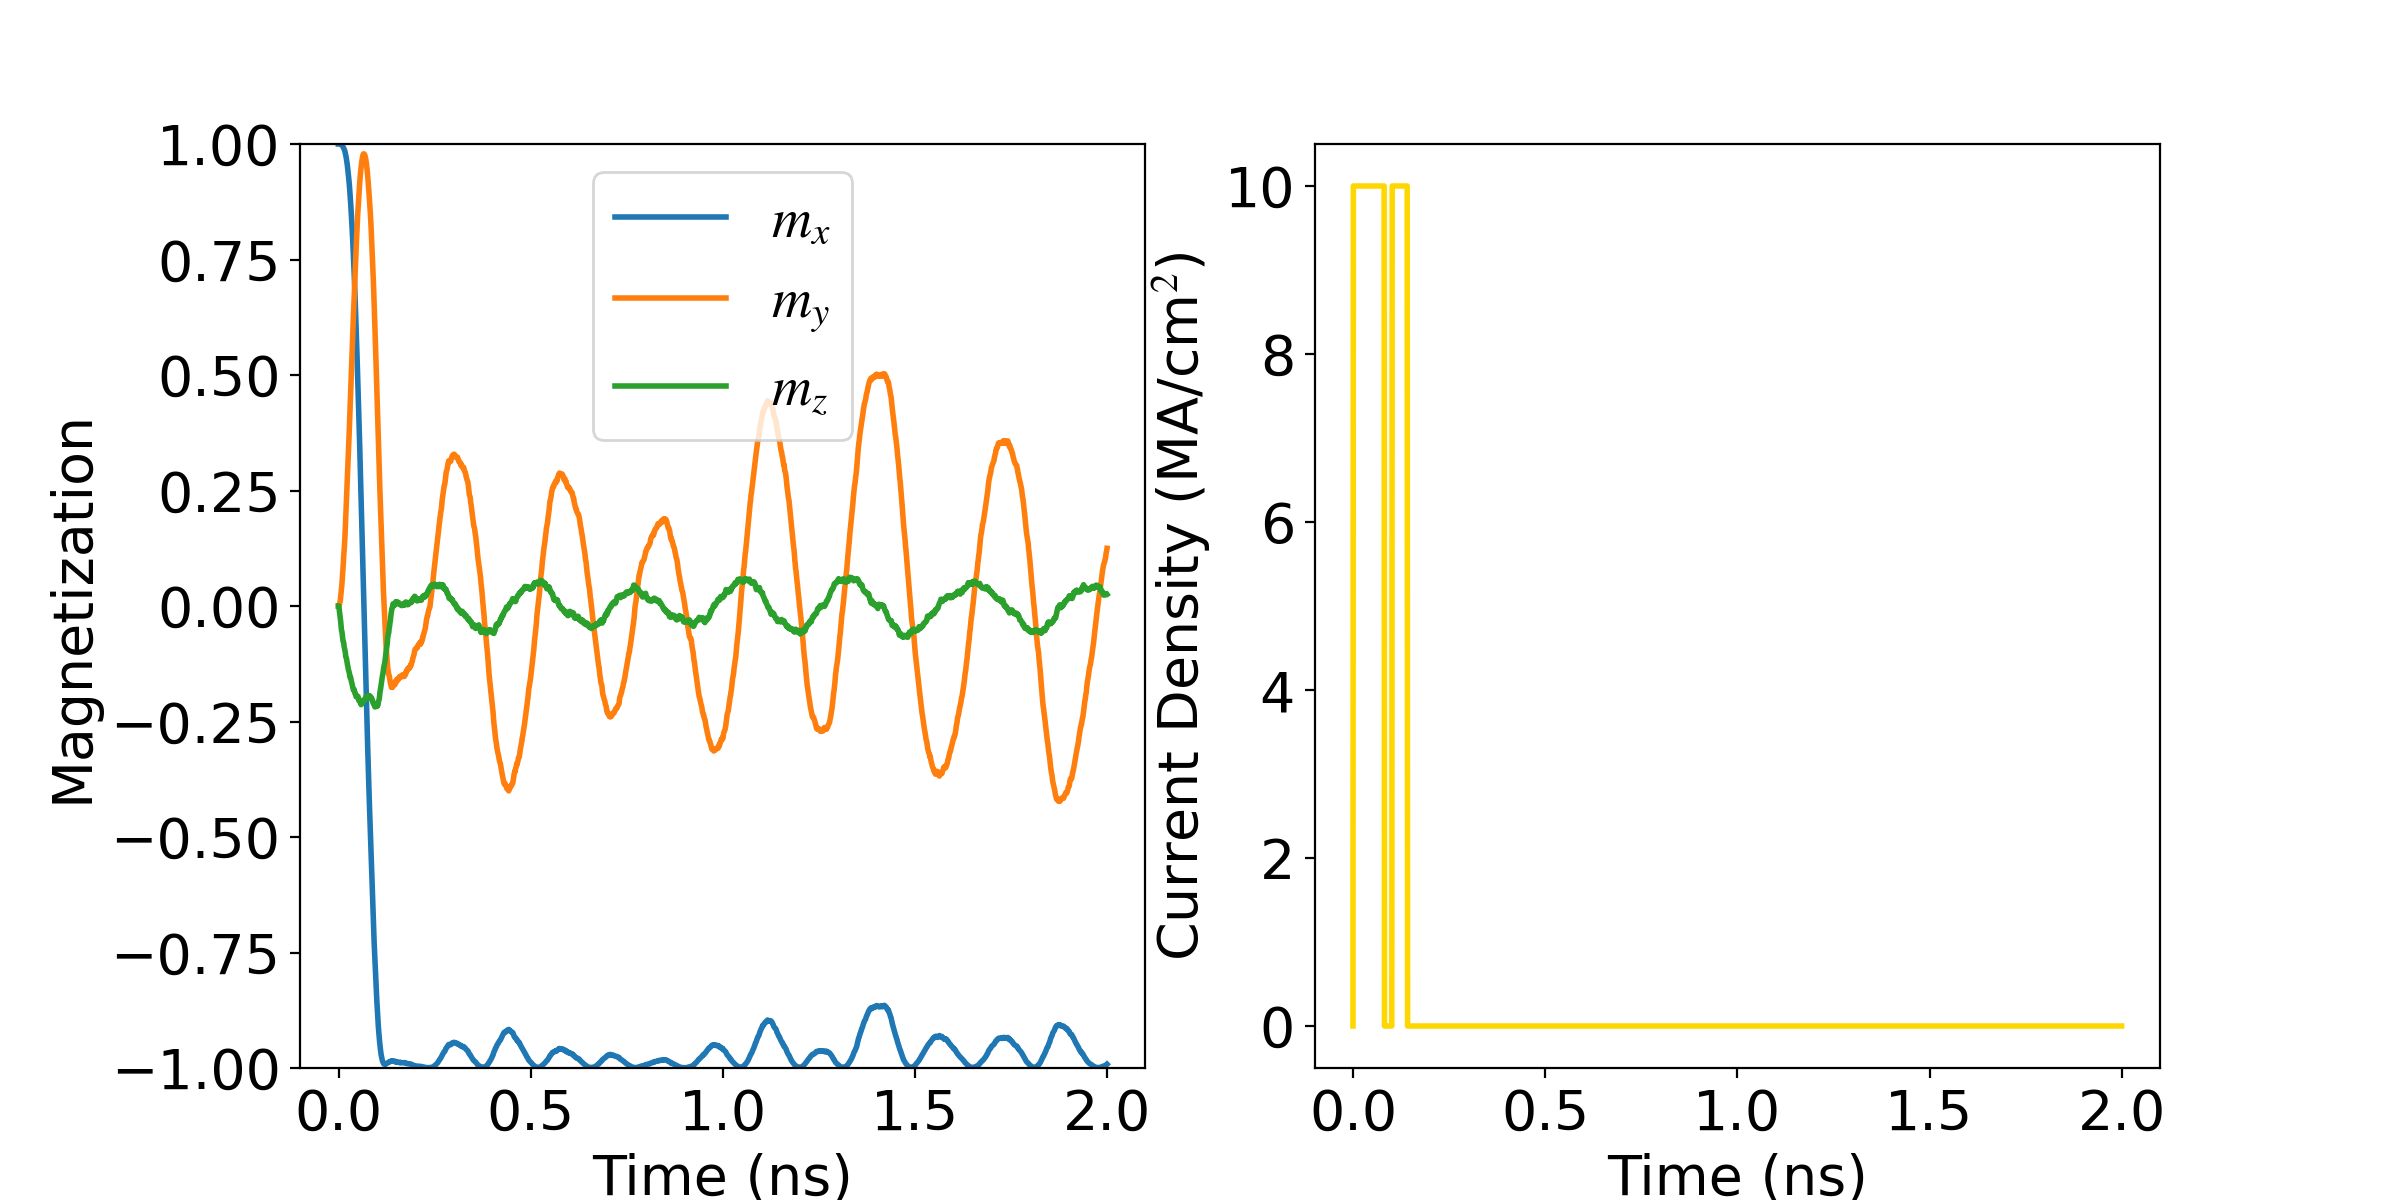 1.00
0.75
0.50
0.25
0.00
−0.25
−0.50
−0.75
−1.00
Magnetization
0.0 0.5 1.0 1.5 2.0
Time (ns)
m_x
m_y
m_z
10
8
6
4
2
0
Current Density (MA/cm²)
0.0 0.5 1.0 1.5 2.0
Time (ns)